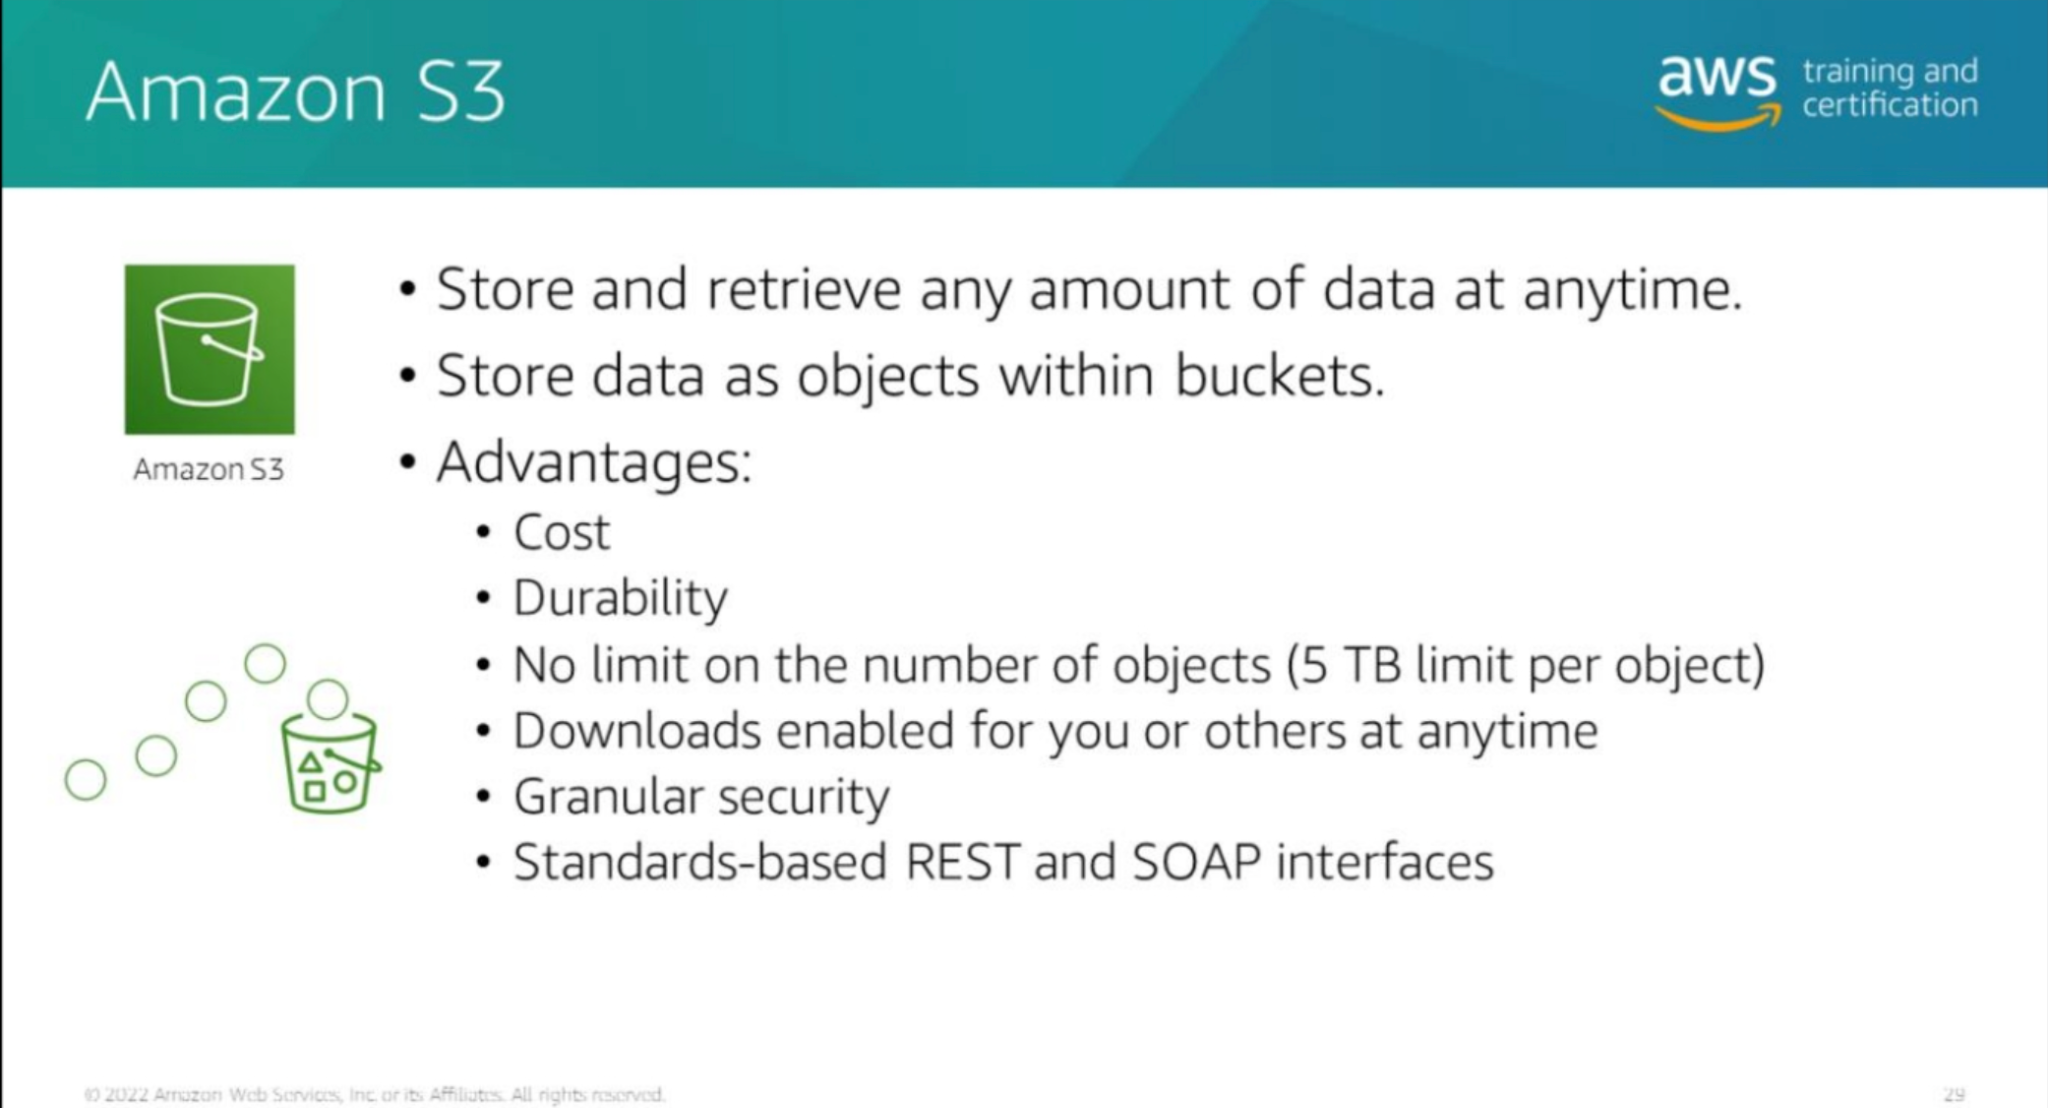 Amazon S3
aws training and
certification
• Store and retrieve any amount of data at anytime.
• Store data as objects within buckets.
Amazon S3
• Advantages:
• Cost
• Durability
• No limit on the number of objects (5 TB limit per object)
• Downloads enabled for you or others at anytime
• Granular security
• Standards-based REST and SOAP interfaces
© 2022 Amazon Web Services, Inc. or its Affiliates. All rights reserved.
29